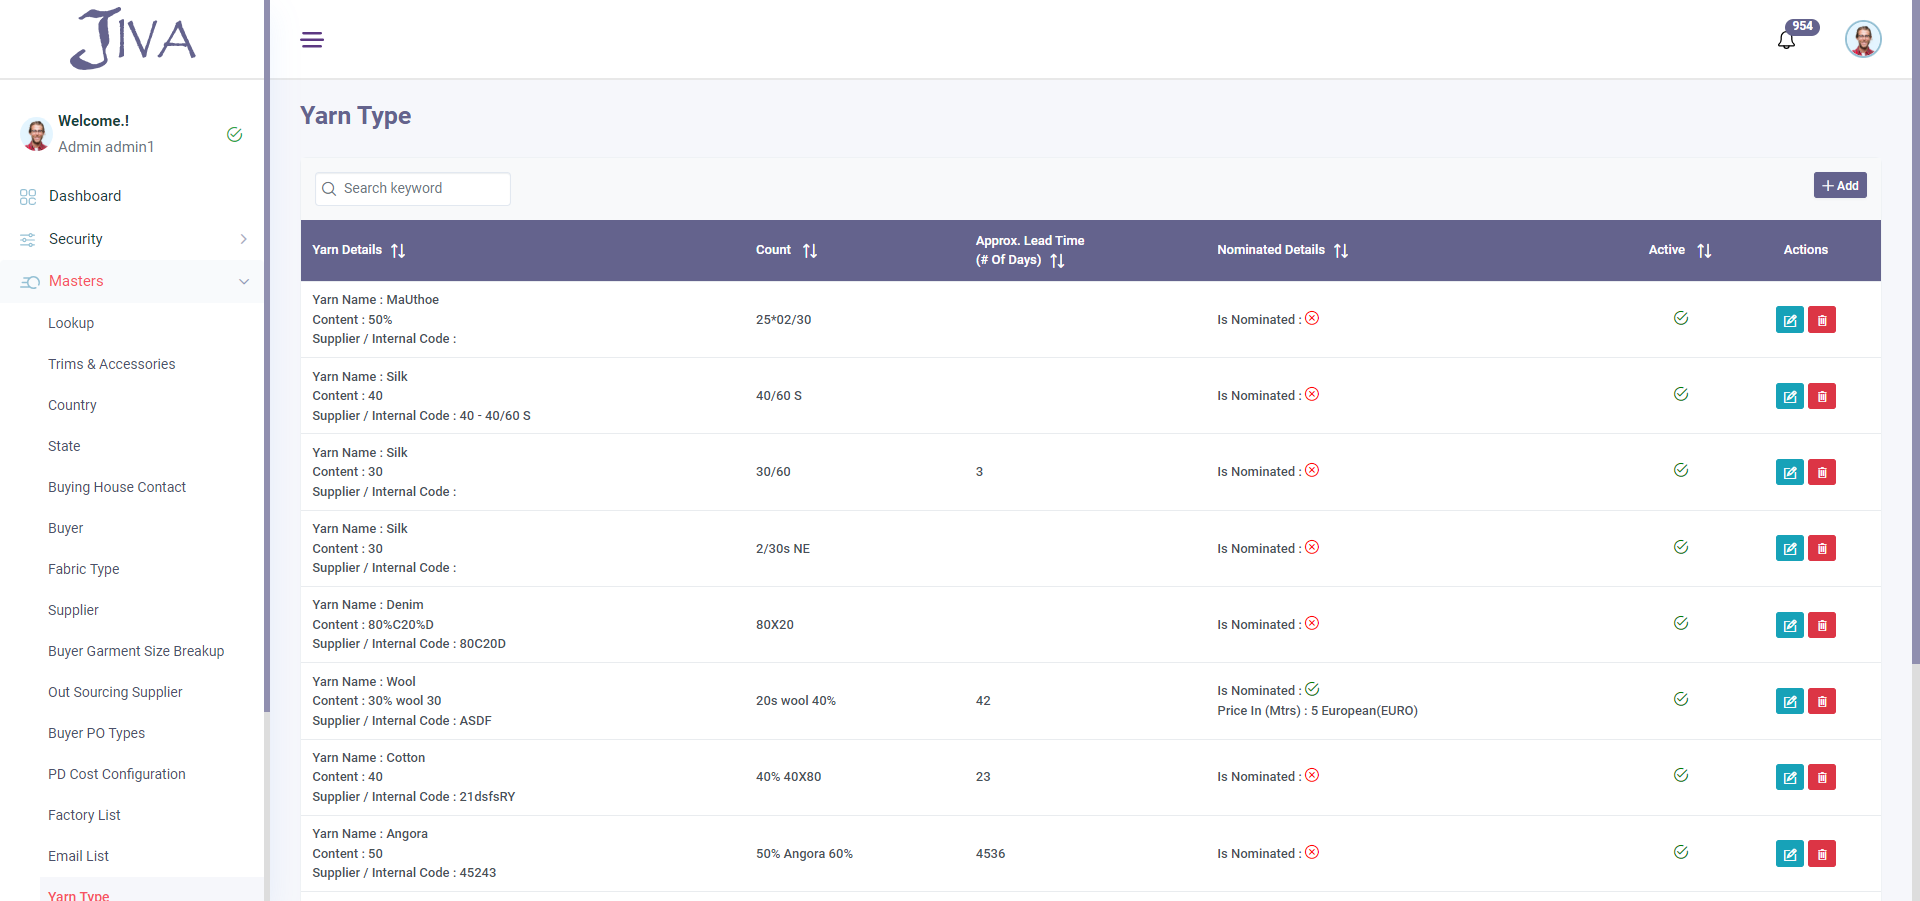 JIVA
954
Welcome.!
Admin admin1
Dashboard
Security
Masters
Lookup
Trims & Accessories
Country
State
Buying House Contact
Buyer
Fabric Type
Supplier
Buyer Garment Size Breakup
Out Sourcing Supplier
Buyer PO Types
PD Cost Configuration
Factory List
Email List
Yarn Type
Yarn Type
Search keyword
Add
Yarn Details Count Approx. Lead Time (# Of Days) Nominated Details Active Actions
Yarn Name : MaUthoe
Content : 50% 25*02/30 Is Nominated :
Supplier / Internal Code :
Yarn Name : Silk
Content : 40 40/60 S Is Nominated :
Supplier / Internal Code : 40 - 40/60 S
Yarn Name : Silk
Content : 30 30/60 3 Is Nominated :
Supplier / Internal Code :
Yarn Name : Silk
Content : 30 2/30s NE Is Nominated :
Supplier / Internal Code :
Yarn Name : Denim
Content : 80%C20%D 80X20 Is Nominated :
Supplier / Internal Code : 80C20D
Yarn Name : Wool
Content : 30% wool 30 20s wool 40% 42 Is Nominated :
Price In (Mtrs) : 5 European(EURO)
Supplier / Internal Code : ASDF
Yarn Name : Cotton
Content : 40 40% 40X80 23 Is Nominated :
Supplier / Internal Code : 21dsfsRY
Yarn Name : Angora
Content : 50 50% Angora 60% 4536 Is Nominated :
Supplier / Internal Code : 45243